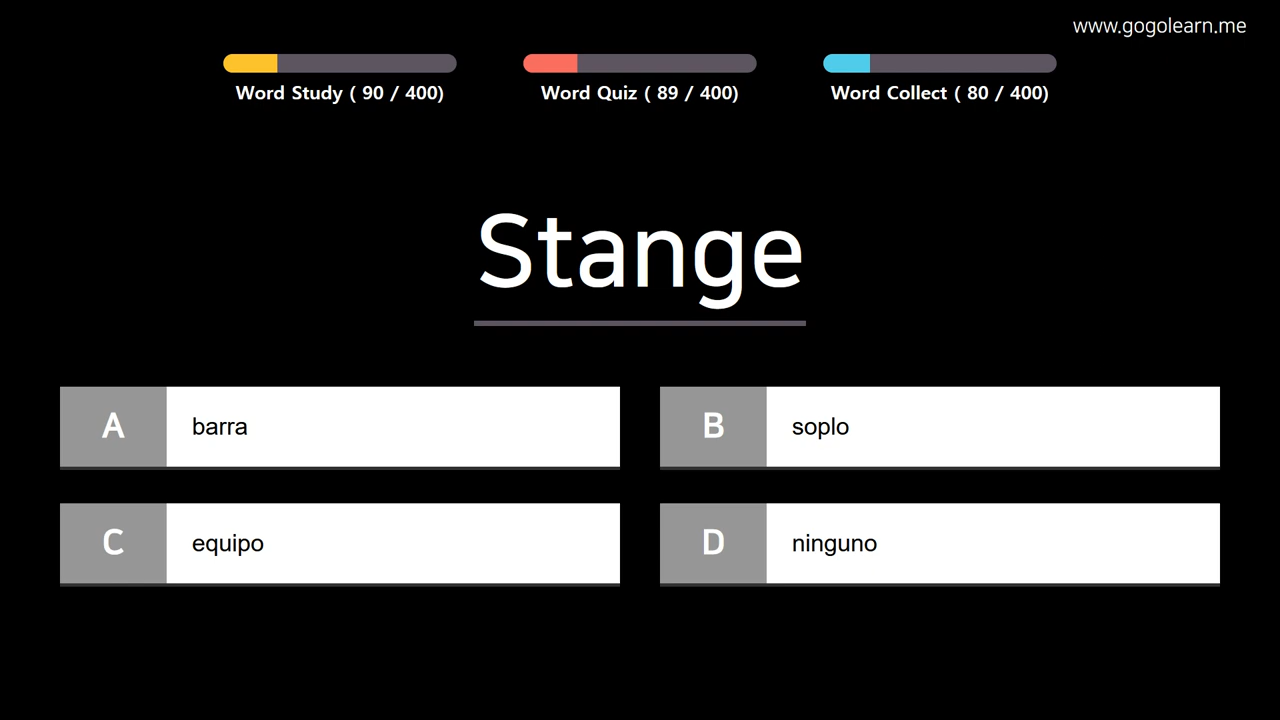 www.gogolearn.me
Word Study ( 90 / 400)
Word Quiz ( 89 / 400)
Word Collect ( 80 / 400)
Stange
A barra
B soplo
C equipo
D ninguno